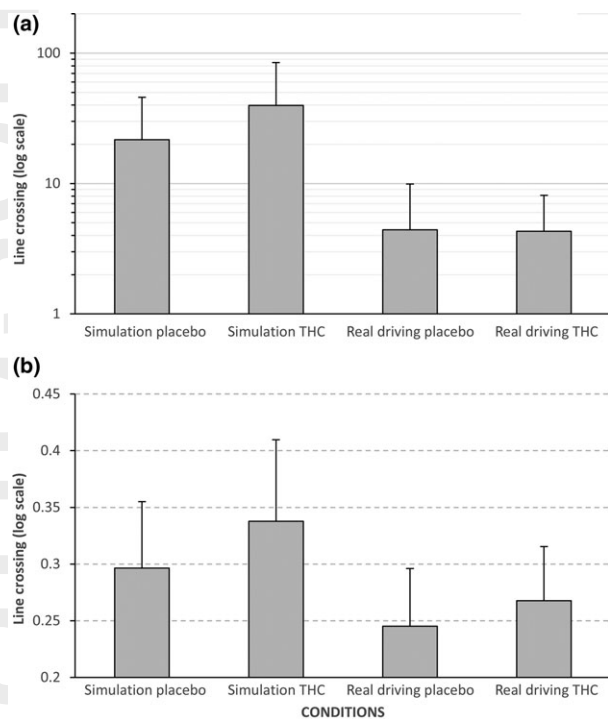 (a)
Line crossing (log scale)
100
10
1
Simulation placebo Simulation THC Real driving placebo Real driving THC
(b)
Line crossing (log scale)
0.45
0.4
0.35
0.3
0.25
0.2
Simulation placebo Simulation THC Real driving placebo Real driving THC
CONDITIONS